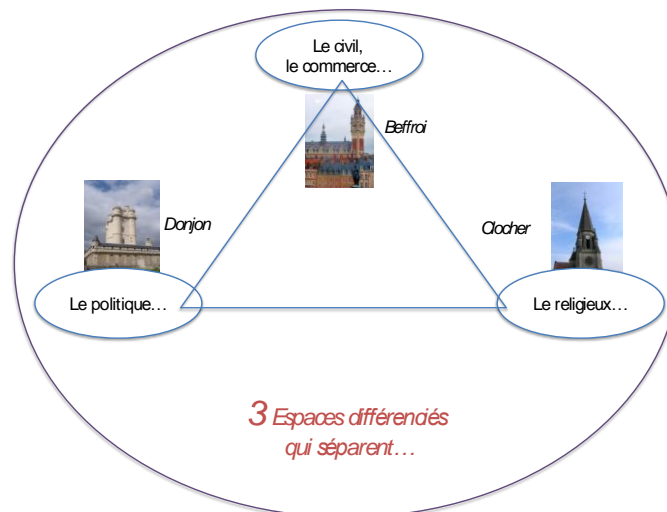 Le civil,
le commerce…
Beffroi
Donjon
Clocher
Le politique…
Le religieux…
3 Espaces différenciés
qui séparent…